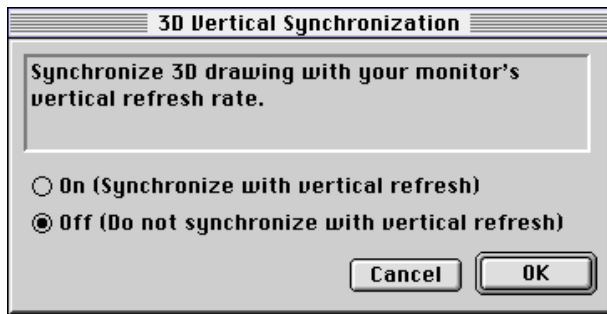 3D Vertical Synchronization
Synchronize 3D drawing with your monitor's
vertical refresh rate.
On (Synchronize with vertical refresh)
Off (Do not synchronize with vertical refresh)
Cancel
OK